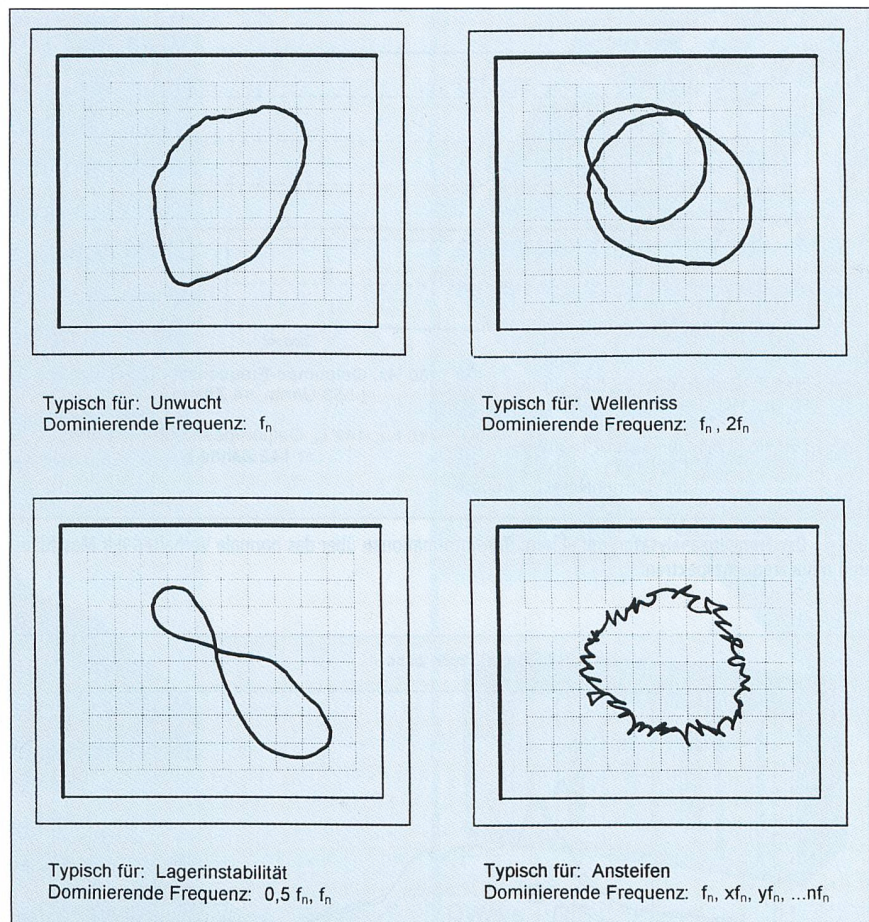 Typisch für: Unwucht
Dominierende Frequenz: fₙ
Typisch für: Wellenriss
Dominierende Frequenz: fₙ , 2fₙ
Typisch für: Lagerinstabilität
Dominierende Frequenz: 0,5 fₙ, fₙ
Typisch für: Ansteifen
Dominierende Frequenz: fₙ, xfₙ, yfₙ, ...nfₙ